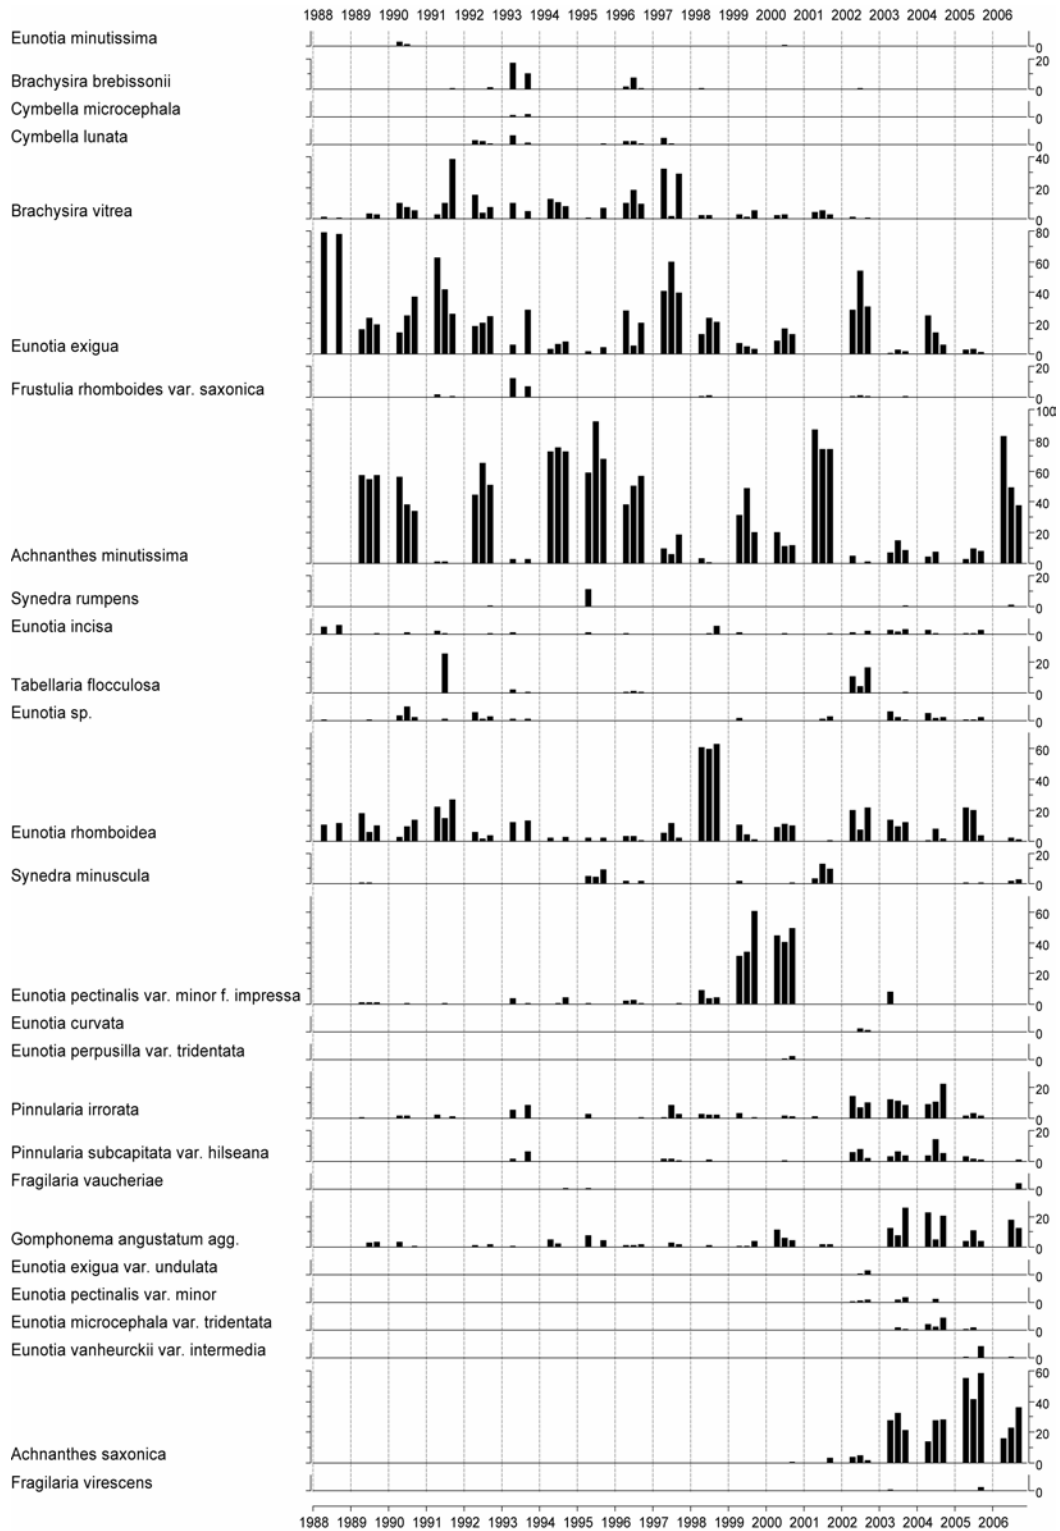 1988 1989 1990 1991 1992 1993 1994 1995 1996 1997 1998 1999 2000 2001 2002 2003 2004 2005 2006
Eunotia minutissima
0
20
Brachysira brebissonii
0
Cymbella microcephala
0
Cymbella lunata
0
40
20
Brachysira vitrea
0
80
60
40
20
Eunotia exigua
0
20
Frustulia rhomboides var. saxonica
0
100
80
60
40
20
Achnanthes minutissima
0
20
Synedra rumpens
0
Eunotia incisa
0
20
Tabellaria flocculosa
0
Eunotia sp.
0
60
40
20
Eunotia rhomboidea
0
20
Synedra minuscula
0
60
40
20
Eunotia pectinalis var. minor f. impressa
0
Eunotia curvata
0
Eunotia perpusilla var. tridentata
0
20
Pinnularia irrorata
0
20
Pinnularia subcapitata var. hilseana
0
Fragilaria vaucheriae
0
20
Gomphonema angustatum agg.
0
Eunotia exigua var. undulata
0
Eunotia pectinalis var. minor
0
Eunotia microcephala var. tridentata
0
Eunotia vanheurckii var. intermedia
0
60
40
20
Achnanthes saxonica
0
Fragilaria virescens
0
1988 1989 1990 1991 1992 1993 1994 1995 1996 1997 1998 1999 2000 2001 2002 2003 2004 2005 2006